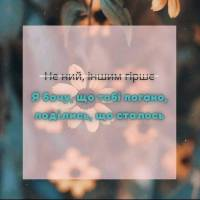 Не ний, іншим гірше
Я бачу, що тобі погано,
поділись, що сталось